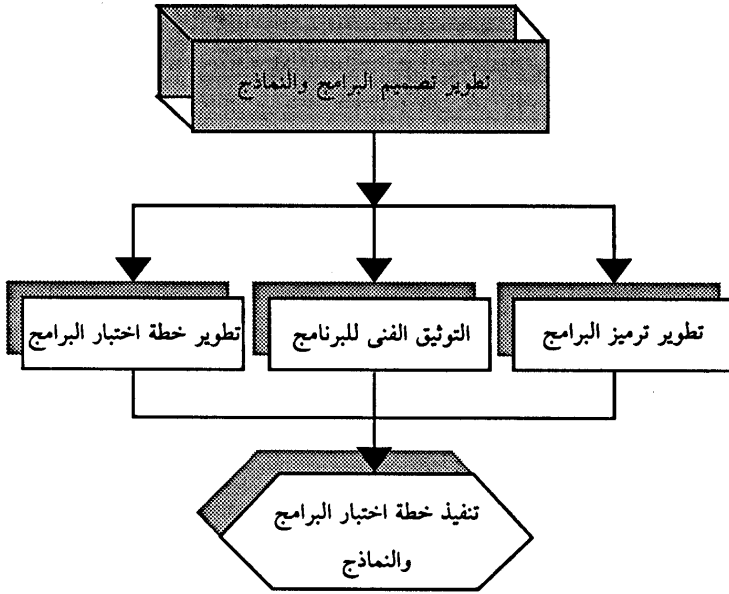 تطوير تصميم البرامج والنماذج
تطوير ترميز البرامج
التوثيق الفنى للبرنامج
تطوير خطة اختبار البرامج
تنفيذ خطة اختبار البرامج
والنماذج